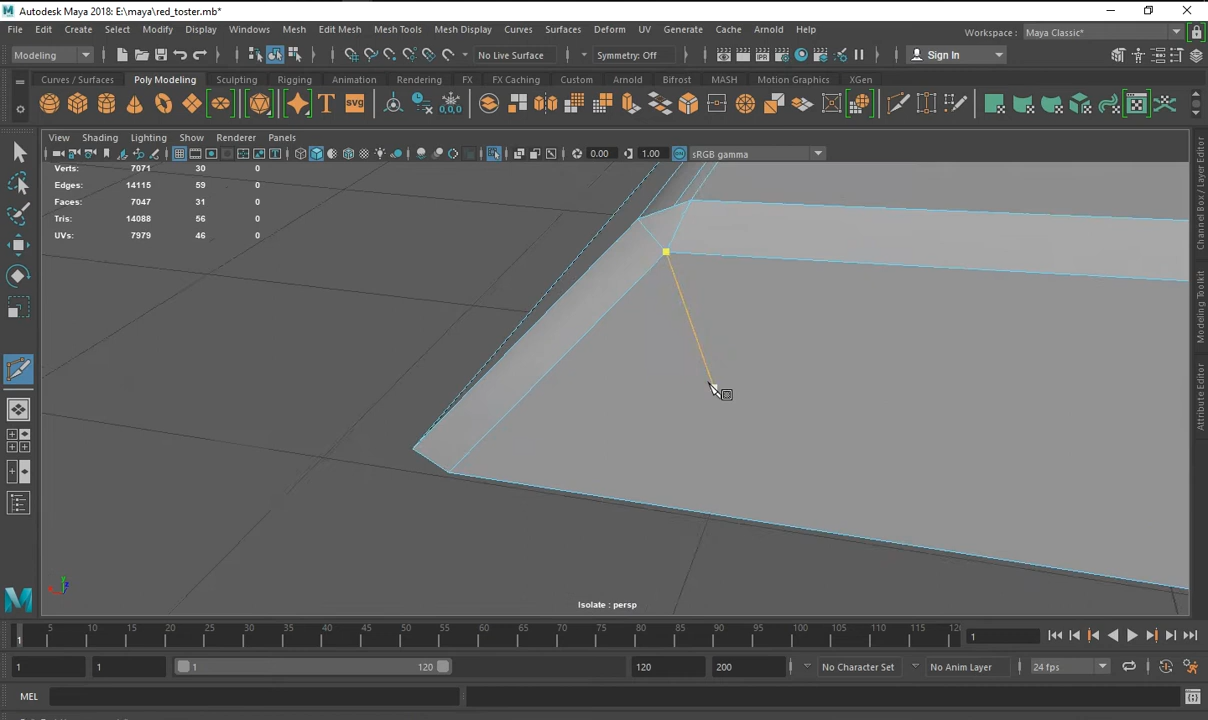 Autodesk Maya 2018: E:\maya\red_toster.mb*
File Edit Create Select Modify Display Windows Mesh Edit Mesh Mesh Tools Mesh Display Curves Surfaces Deform UV Generate Cache Arnold Help Workspace : Maya Classic*
Modeling No Live Surface Symmetry: Off Sign In
Curves / Surfaces Poly Modeling Sculpting Rigging Animation Rendering FX FX Caching Custom Arnold Bifrost MASH Motion Graphics XGen
T SVG 0,0,0
View Shading Lighting Show Renderer Panels
0.00 1.00 sRGB gamma
Verts: 7071 30 0
Edges: 14115 59 0
Faces: 7047 31 0
Tris: 14088 56 0
UVs: 7979 46 0
Channel Box / Layer Editor
Modeling Toolkit
Attribute Editor
Isolate : persp
5 10 15 20 25 30 35 40 45 50 55 60 65 70 75 80 85 90 95 100 105 110 115 12
1 1
1 1 1 120 120 200 No Character Set No Anim Layer 24 fps
MEL